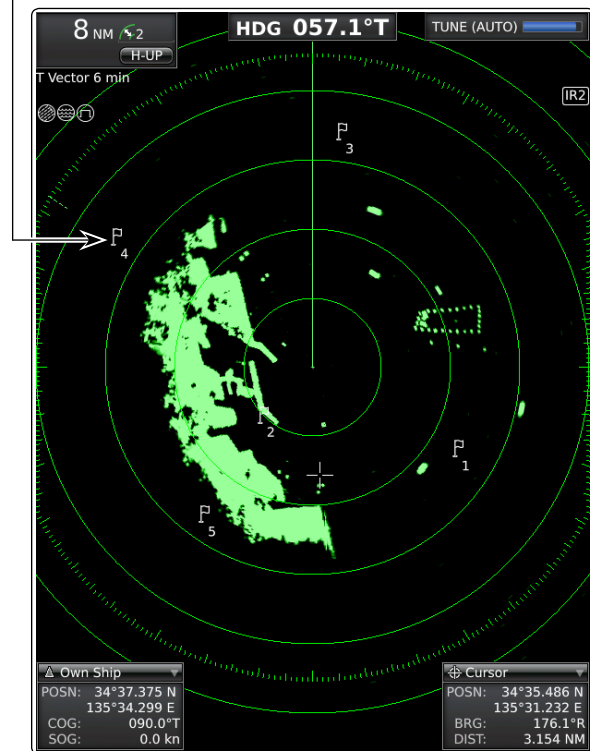 8 NM 2
H-UP
HDG 057.1°T
TUNE (AUTO)
T Vector 6 min
IR2
3
4
2
1
5
Own Ship
POSN: 34°37.375 N
135°34.299 E
COG: 090.0°T
SOG: 0.0 kn
Cursor
POSN: 34°35.486 N
135°31.232 E
BRG: 176.1°R
DIST: 3.154 NM